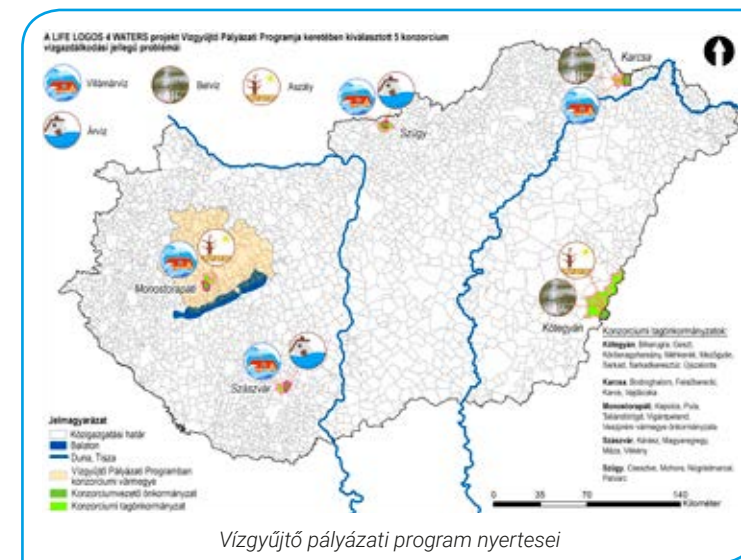 A LIFE LOGOS 4 WATERS projekt Vízgyűjtő Pályázati Programja keretében kiválasztott 5 konzorcium
vízgazdálkodási jellegű problémái
Villámárvíz
Belvíz
Aszály
Árvíz
Karcsa
Szügy
Monostorapáti
Kötegyán
Szászvár
Konzorciumi tagönkormányzatok:
Kötegyán, Biharugra, Geszt,
Mezőgyán,
Sarkad, Sarkadkeresztúr, Újszalonta
Karcsa, Bodroghalom, Felsőberecki,
Karos, Vajdácska
Monostorapáti, Kapolcs, Pula,
Taliándörögd, Vigántpetend,
Veszprém vármegye önkormányzata
Szászvár, Kárász, Magyaregregy,
Máza, Vékény
Szügy, Csesztve, Mohora, Nógrádmarcal,
Patvarc
Jelmagyarázat
Közigazgatási határ
Balaton
Duna, Tisza
Vízgyűjtő Pályázati Programban
konzorciumi vármegye
Konzorciumvezető önkormányzat
Konzorciumi tagönkormányzat
0 35 70 140
Kilométer
Vízgyűjtő pályázati program nyertesei